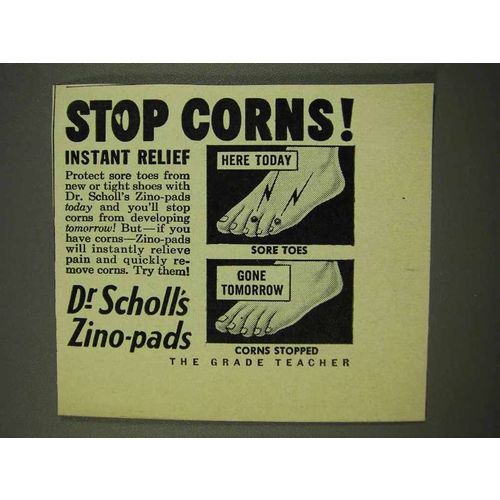 STOP CORNS!
INSTANT RELIEF
Protect sore toes from
new or tight shoes with
Dr. Scholl's Zino-pads
today and you'll stop
corns from developing
tomorrow! But—if you
have corns—Zino-pads
will instantly relieve
pain and quickly re-
move corns. Try them!
Dr Scholl's
Zino-pads
HERE TODAY
SORE TOES
GONE
TOMORROW
CORNS STOPPED
THE GRADE TEACHER